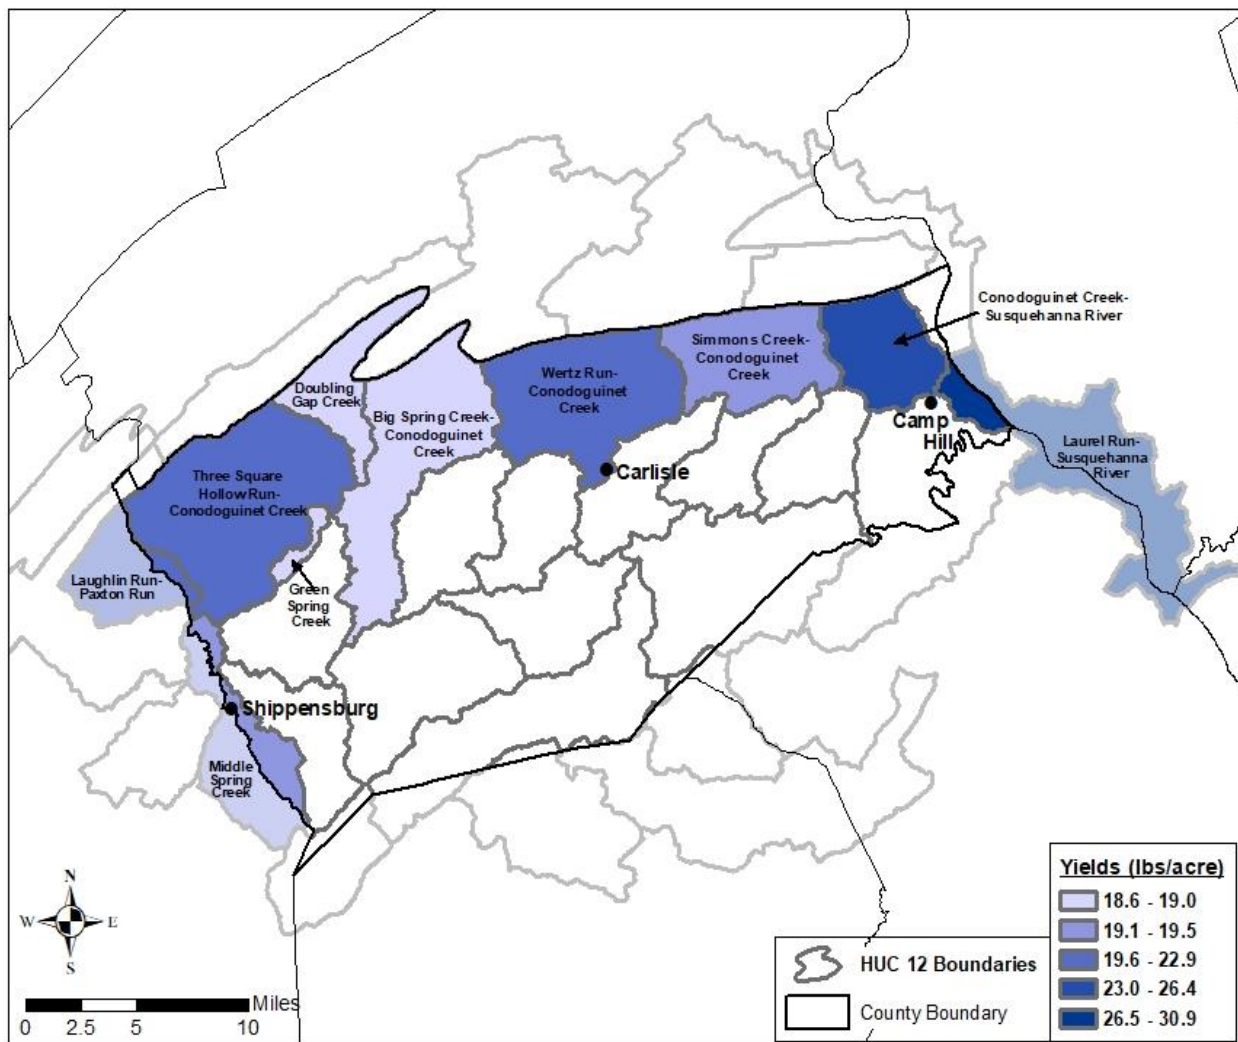 Conodoguinet Creek-
Susquehanna River
Simmons Creek-
Conodoguinet
Creek
Wertz Run-
Conodoguinet
Creek
Doubling
Gap Creek
Big Spring Creek-
Conodoguinet
Creek
Camp
Hill
Laurel Run-
Susquehanna
River
Carlisle
Three Square
Hollow Run-
Conodoguinet Creek
Laughlin Run-
Paxton Run
Green
Spring
Creek
Shippensburg
Middle
Spring
Creek
N
W E
S
Miles
0 2.5 5 10
HUC 12 Boundaries
County Boundary
Yields (lbs/acre)
18.6 - 19.0
19.1 - 19.5
19.6 - 22.9
23.0 - 26.4
26.5 - 30.9